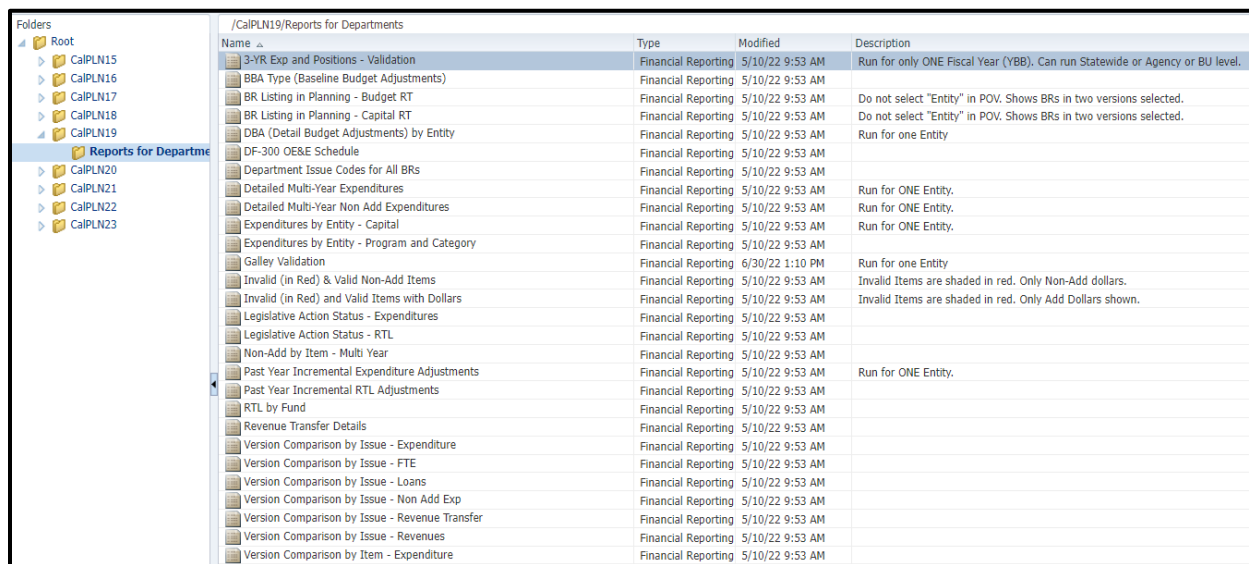 Folders
Root
CalPLN15
CalPLN16
CalPLN17
CalPLN18
CalPLN19
Reports for Departme
CalPLN20
CalPLN21
CalPLN22
CalPLN23
/CalPLN19/Reports for Departments
Name Type Modified Description
3-YR Exp and Positions - Validation Financial Reporting 5/10/22 9:53 AM Run for only ONE Fiscal Year (YBB). Can run Statewide or Agency or BU level.
BBA Type (Baseline Budget Adjustments) Financial Reporting 5/10/22 9:53 AM
BR Listing in Planning - Budget RT Financial Reporting 5/10/22 9:53 AM Do not select "Entity" in POV. Shows BRs in two versions selected.
BR Listing in Planning - Capital RT Financial Reporting 5/10/22 9:53 AM Do not select "Entity" in POV. Shows BRs in two versions selected.
DBA (Detail Budget Adjustments) by Entity Financial Reporting 5/10/22 9:53 AM Run for one Entity
DF-300 OE&E Schedule Financial Reporting 5/10/22 9:53 AM
Department Issue Codes for All BRs Financial Reporting 5/10/22 9:53 AM
Detailed Multi-Year Expenditures Financial Reporting 5/10/22 9:53 AM Run for ONE Entity.
Detailed Multi-Year Non Add Expenditures Financial Reporting 5/10/22 9:53 AM Run for ONE Entity.
Expenditures by Entity - Capital Financial Reporting 5/10/22 9:53 AM Run for ONE Entity.
Expenditures by Entity - Program and Category Financial Reporting 5/10/22 9:53 AM
Galley Validation Financial Reporting 6/30/22 1:10 PM Run for one Entity
Invalid (in Red) & Valid Non-Add Items Financial Reporting 5/10/22 9:53 AM Invalid Items are shaded in red. Only Non-Add dollars.
Invalid (in Red) and Valid Items with Dollars Financial Reporting 5/10/22 9:53 AM Invalid Items are shaded in red. Only Add Dollars shown.
Legislative Action Status - Expenditures Financial Reporting 5/10/22 9:53 AM
Legislative Action Status - RTL Financial Reporting 5/10/22 9:53 AM
Non-Add by Item - Multi Year Financial Reporting 5/10/22 9:53 AM
Past Year Incremental Expenditure Adjustments Financial Reporting 5/10/22 9:53 AM Run for ONE Entity.
Past Year Incremental RTL Adjustments Financial Reporting 5/10/22 9:53 AM
RTL by Fund Financial Reporting 5/10/22 9:53 AM
Revenue Transfer Details Financial Reporting 5/10/22 9:53 AM
Version Comparison by Issue - Expenditure Financial Reporting 5/10/22 9:53 AM
Version Comparison by Issue - FTE Financial Reporting 5/10/22 9:53 AM
Version Comparison by Issue - Loans Financial Reporting 5/10/22 9:53 AM
Version Comparison by Issue - Non Add Exp Financial Reporting 5/10/22 9:53 AM
Version Comparison by Issue - Revenue Transfer Financial Reporting 5/10/22 9:53 AM
Version Comparison by Issue - Revenues Financial Reporting 5/10/22 9:53 AM
Version Comparison by Item - Expenditure Financial Reporting 5/10/22 9:53 AM